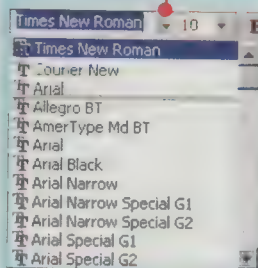 Times New Roman 10
Times New Roman
Courier New
Arial
Allegro BT
AmerType Md BT
Arial
Arial Black
Arial Narrow
Arial Narrow Special G1
Arial Narrow Special G2
Arial Special G1
Arial Special G2